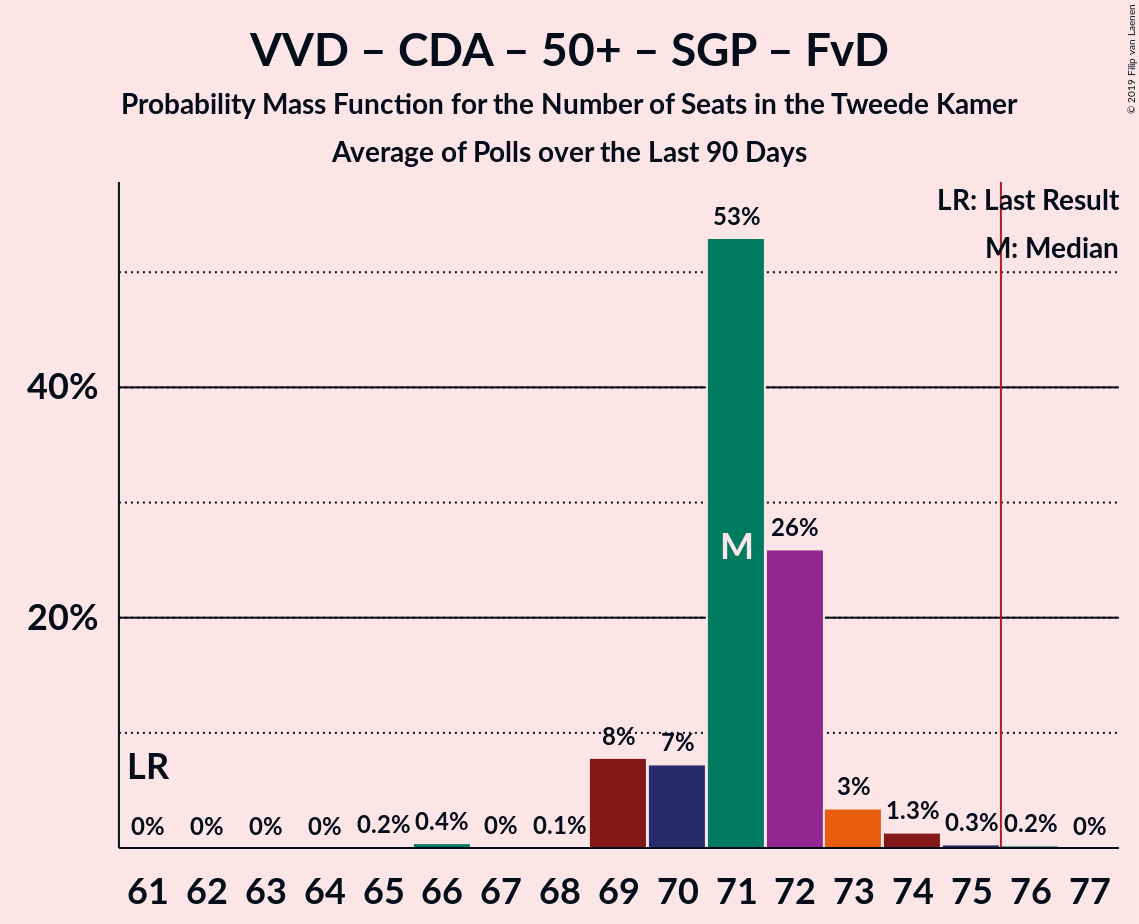 VVD – CDA – 50+ – SGP – FvD
Probability Mass Function for the Number of Seats in the Tweede Kamer
Average of Polls over the Last 90 Days
© 2019 Filip van Laenen
LR: Last Result
M: Median
53%
40%
M
26%
20%
8%
7%
LR
3%
0%
0%
0%
0%
0.2%
0.4%
0%
0.1%
1.3%
0.3%
0.2%
0%
61 62 63 64 65 66 67 68 69 70 71 72 73 74 75 76 77